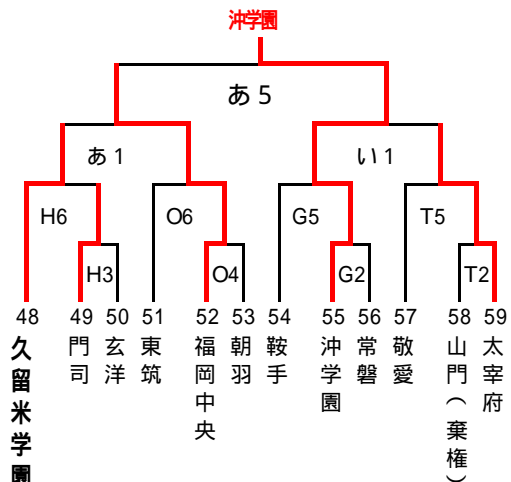 沖学園
あ5
あ1
い1
H6
O6
G5
T5
H3
O4
G2
T2
48
49
50
51
52
53
54
55
56
57
58
59
久留米学園
門司
玄洋
東筑
福岡中央
朝羽
鞍手
沖学園
常磐
敬愛
山門(棄権)
太宰府